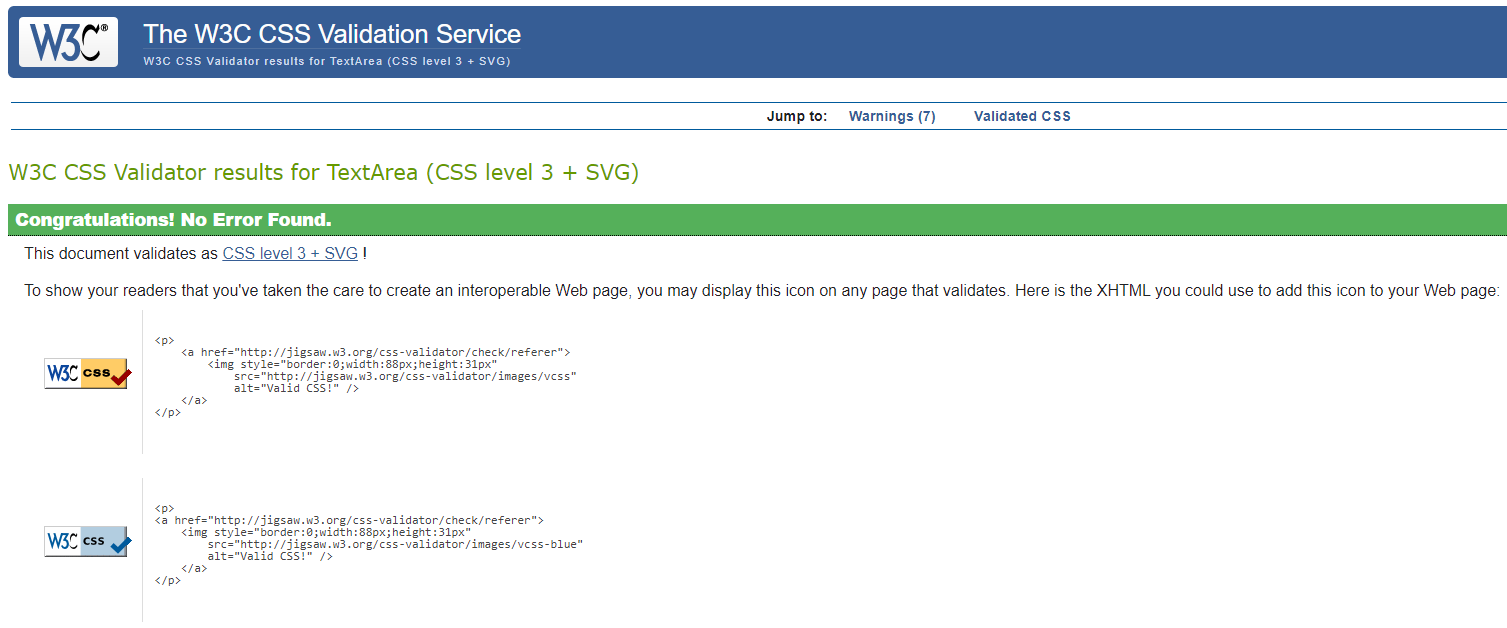 W3C® The W3C CSS Validation Service
W3C CSS Validator results for TextArea (CSS level 3 + SVG)
Jump to: Warnings (7) Validated CSS
W3C CSS Validator results for TextArea (CSS level 3 + SVG)
Congratulations! No Error Found.
This document validates as CSS level 3 + SVG !
To show your readers that you've taken the care to create an interoperable Web page, you may display this icon on any page that validates. Here is the XHTML you could use to add this icon to your Web page:
W3C css
<p>
<a href="http://jigsaw.w3.org/css-validator/check/referer">
<img style="border:0;width:88px;height:31px"
src="http://jigsaw.w3.org/css-validator/images/vcss"
alt="Valid CSS!" />
</a>
</p>
W3C css
<p>
<a href="http://jigsaw.w3.org/css-validator/check/referer">
<img style="border:0;width:88px;height:31px"
src="http://jigsaw.w3.org/css-validator/images/vcss-blue"
alt="Valid CSS!" />
</a>
</p>